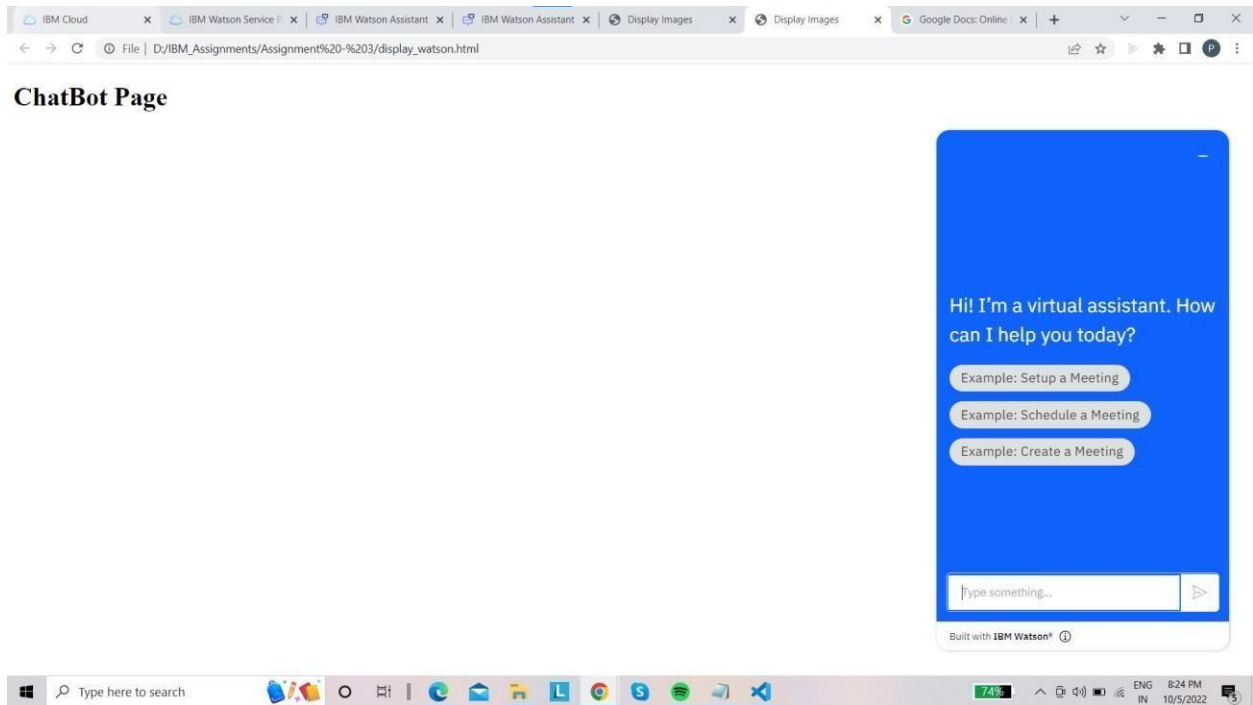 IBM Cloud
IBM Watson Service
IBM Watson Assistant
IBM Watson Assistant
Display Images
Display Images
Google Docs: Online
File | D:/IBM_Assignments/Assignment%20-%203/display_watson.html
P
ChatBot Page
Hi! I’m a virtual assistant. How
can I help you today?
Example: Setup a Meeting
Example: Schedule a Meeting
Example: Create a Meeting
Type something...
Built with IBM Watson®
Type here to search
L
S
74%
ENG 8:24 PM
IN 10/5/2022
5